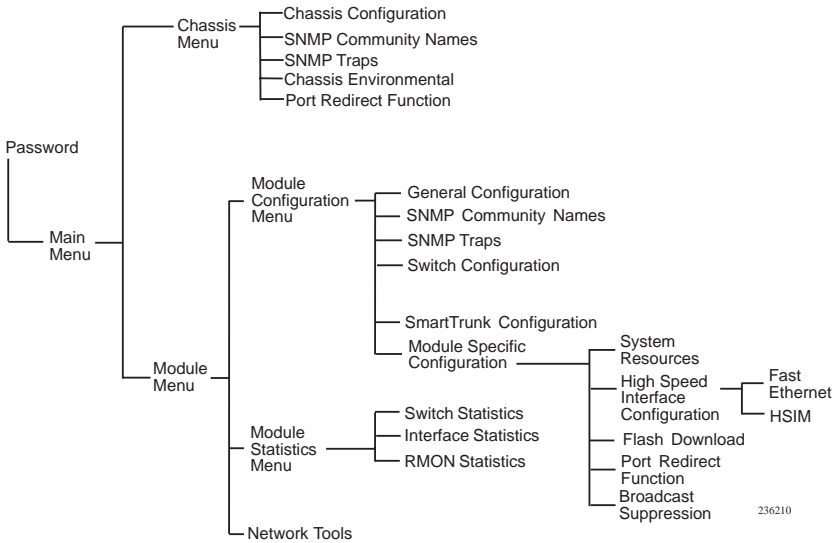 Password
Main
Menu
Chassis
Menu
Chassis Configuration
SNMP Community Names
SNMP Traps
Chassis Environmental
Port Redirect Function
Module
Menu
Module
Configuration
Menu
General Configuration
SNMP Community Names
SNMP Traps
Switch Configuration
SmartTrunk Configuration
Module Specific
Configuration
System
Resources
High Speed
Interface
Configuration
Fast
Ethernet
HSIM
Flash Download
Port Redirect
Function
Broadcast
Suppression
Module
Statistics
Menu
Switch Statistics
Interface Statistics
RMON Statistics
Network Tools
236210